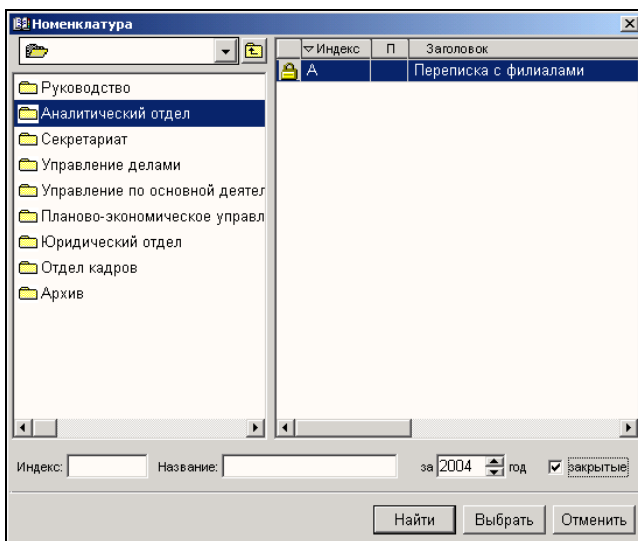 Номенклатура
Индекс П Заголовок
А Переписка с филиалами
Руководство
Аналитический отдел
Секретариат
Управление делами
Управление по основной деятел
Планово-экономическое управл
Юридический отдел
Отдел кадров
Архив
Индекс: Название: за 2004 год закрытые
Найти Выбрать Отменить